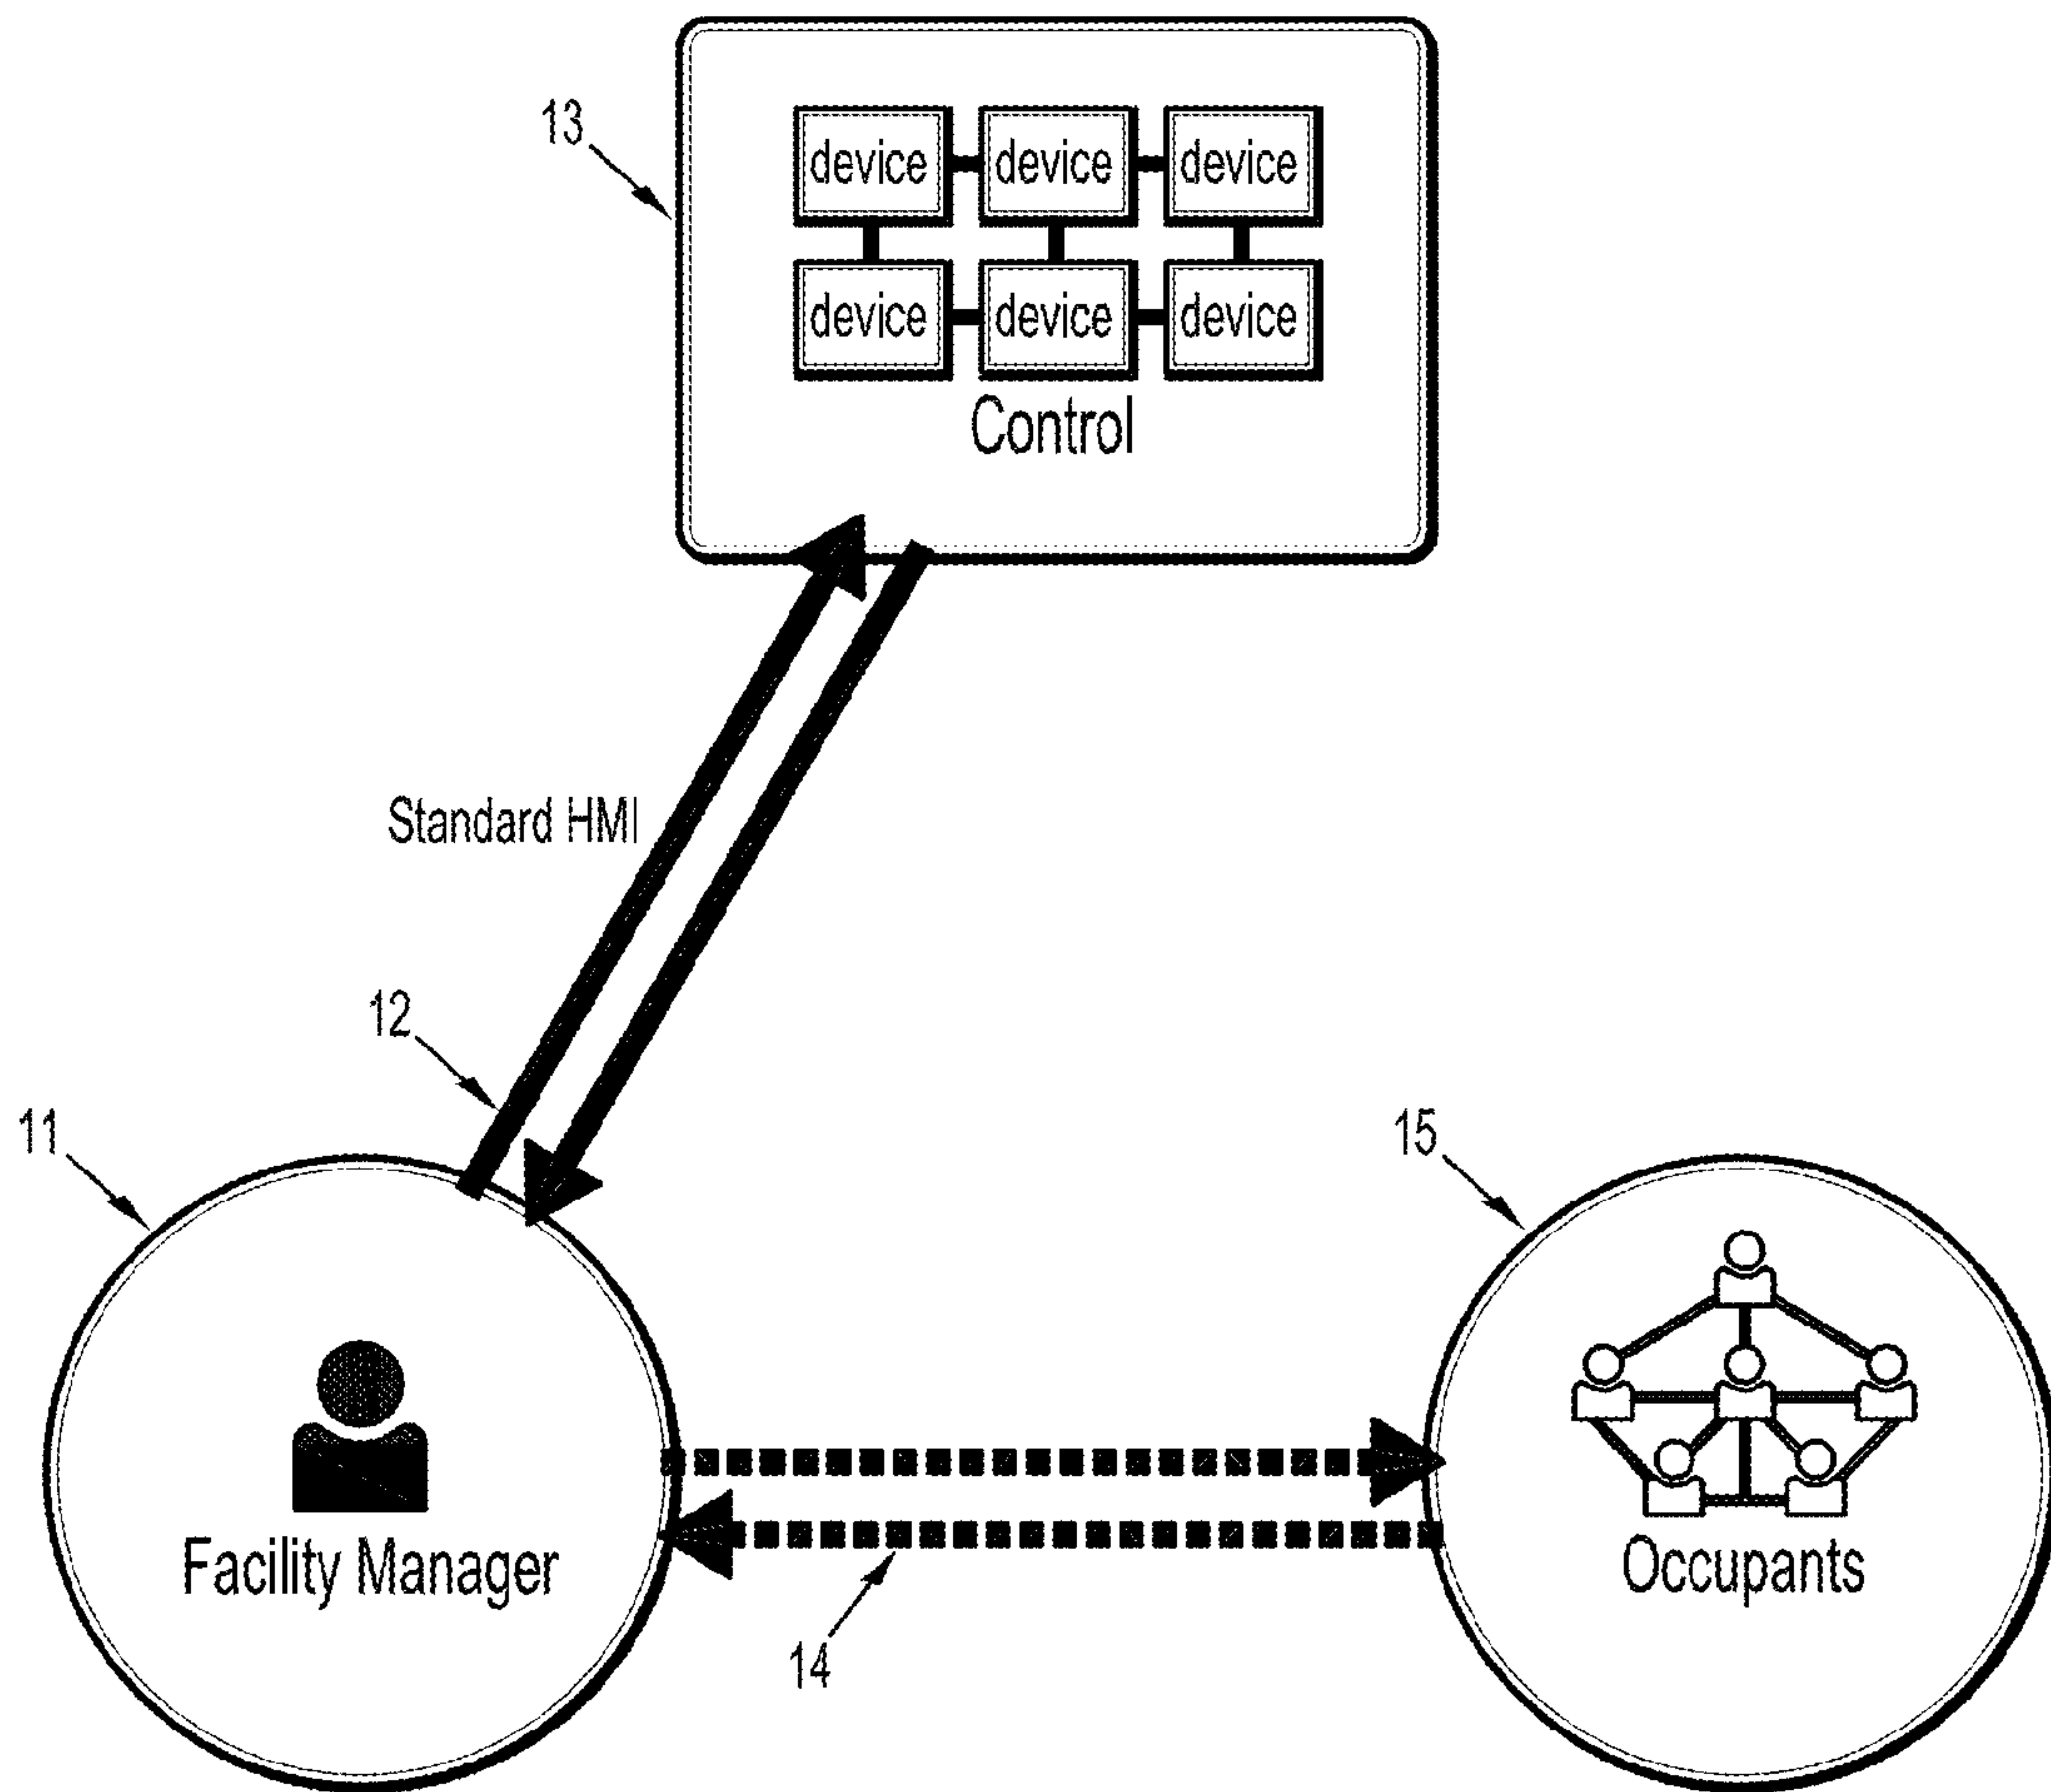 13
device device device
device device device
Control
Standard HMI
12
11
15
Facility Manager
Occupants
14